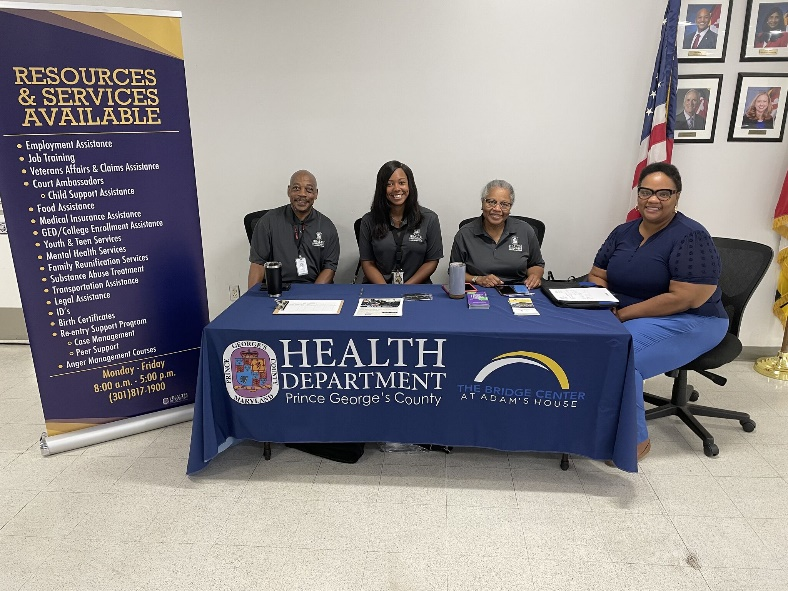 RESOURCES
& SERVICES
AVAILABLE
• Employment Assistance
• Job Training
• Veterans Affairs & Claims Assistance
• Court Ambassadors
○ Child Support Assistance
• Food Assistance
• Medical Insurance Assistance
• GED/College Enrollment Assistance
• Youth & Teen Services
• Mental Health Services
• Family Reunification Services
• Substance Abuse Treatment
• Transportation Assistance
• Legal Assistance
• ID's
• Birth Certificates
• Re-entry Support Program
○ Case Management
○ Peer Support
• Anger Management Courses
Monday - Friday
8:00 a.m. - 5:00 p.m.
(301) 817-1900
PRINCE GEORGE'S COUNTY
MARYLAND
HEALTH
DEPARTMENT
Prince George's County
THE BRIDGE CENTER
AT ADAM'S HOUSE